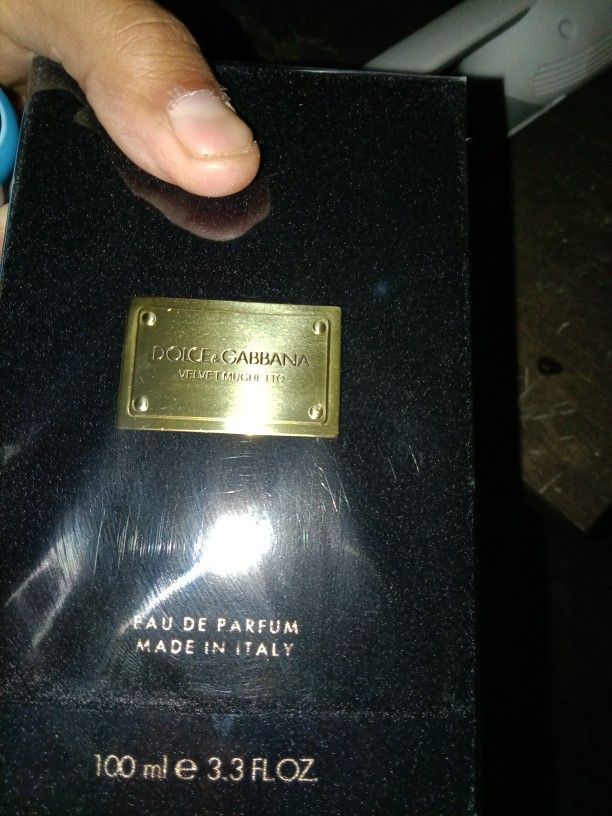 DOLCE & GABBANA
VELVET MUGHETTO
EAU DE PARFUM
MADE IN ITALY
100 ml e 3.3 FL.OZ.